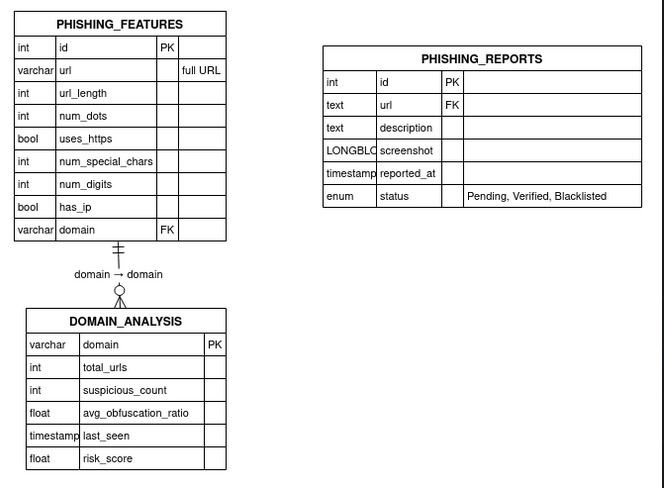 PHISHING_FEATURES
int id PK
varchar url full URL
int url_length
int num_dots
bool uses_https
int num_special_chars
int num_digits
bool has_ip
varchar domain FK
domain → domain
DOMAIN_ANALYSIS
varchar domain PK
int total_urls
int suspicious_count
float avg_obfuscation_ratio
timestamp last_seen
float risk_score
PHISHING_REPORTS
int id PK
text url FK
text description
LONGBLO screenshot
timestamp reported_at
enum status Pending, Verified, Blacklisted